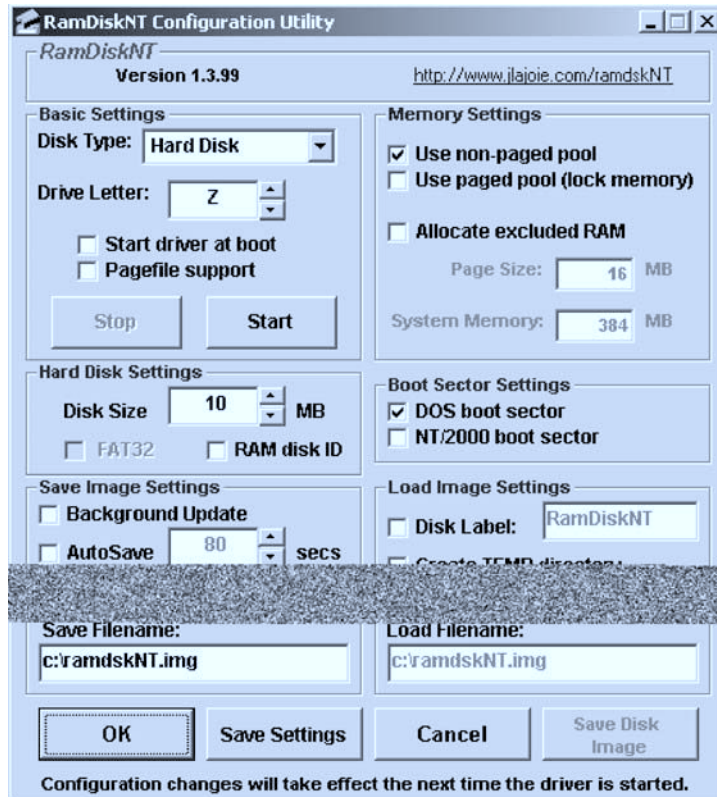 RamDiskNT Configuration Utility
RamDiskNT
Version 1.3.99
http://www.jlajoie.com/ramdskNT
Basic Settings
Disk Type: Hard Disk
Drive Letter: Z
Start driver at boot
Pagefile support
Stop
Start
Memory Settings
Use non-paged pool
Use paged pool (lock memory)
Allocate excluded RAM
Page Size: 16 MB
System Memory: 384 MB
Hard Disk Settings
Disk Size 10 MB
FAT32
RAM disk ID
Boot Sector Settings
DOS boot sector
NT/2000 boot sector
Save Image Settings
Background Update
AutoSave 80 secs
Load Image Settings
Disk Label: RamDiskNT
Create TEMP directory
Save Filename:
c:\ramdskNT.img
Load Filename:
c:\ramdskNT.img
OK
Save Settings
Cancel
Save Disk
Image
Configuration changes will take effect the next time the driver is started.